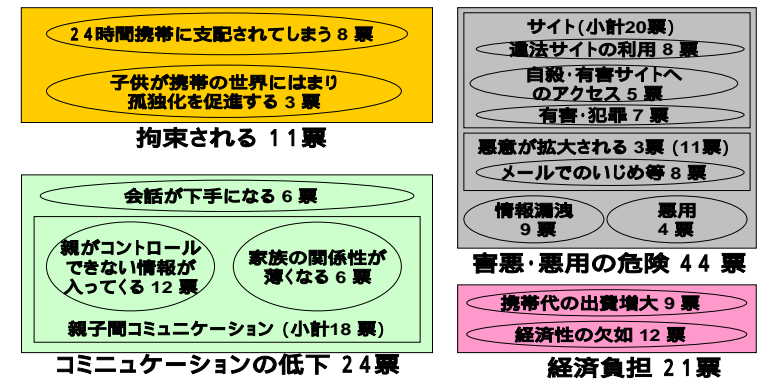 24時間携帯に支配されてしまう 8 票
子供が携帯の世界にはまり
孤独化を促進する 3 票
拘束される 11票
会話が下手になる 6 票
親がコントロール
できない情報が
入ってくる 12 票
家族の関係性が
薄くなる 6 票
親子間コミュニケーション (小計18 票)
コミニュケーションの低下 24票
サイト(小計20票)
違法サイトの利用 8 票
自殺・有害サイトへ
のアクセス 5 票
有害・犯罪 7 票
悪意が拡大される 3票 (11票)
メールでのいじめ等 8 票
情報漏洩
9 票
悪用
4 票
害悪・悪用の危険 44 票
携帯代の出費増大 9 票
経済性の欠如 12 票
経済負担 21票